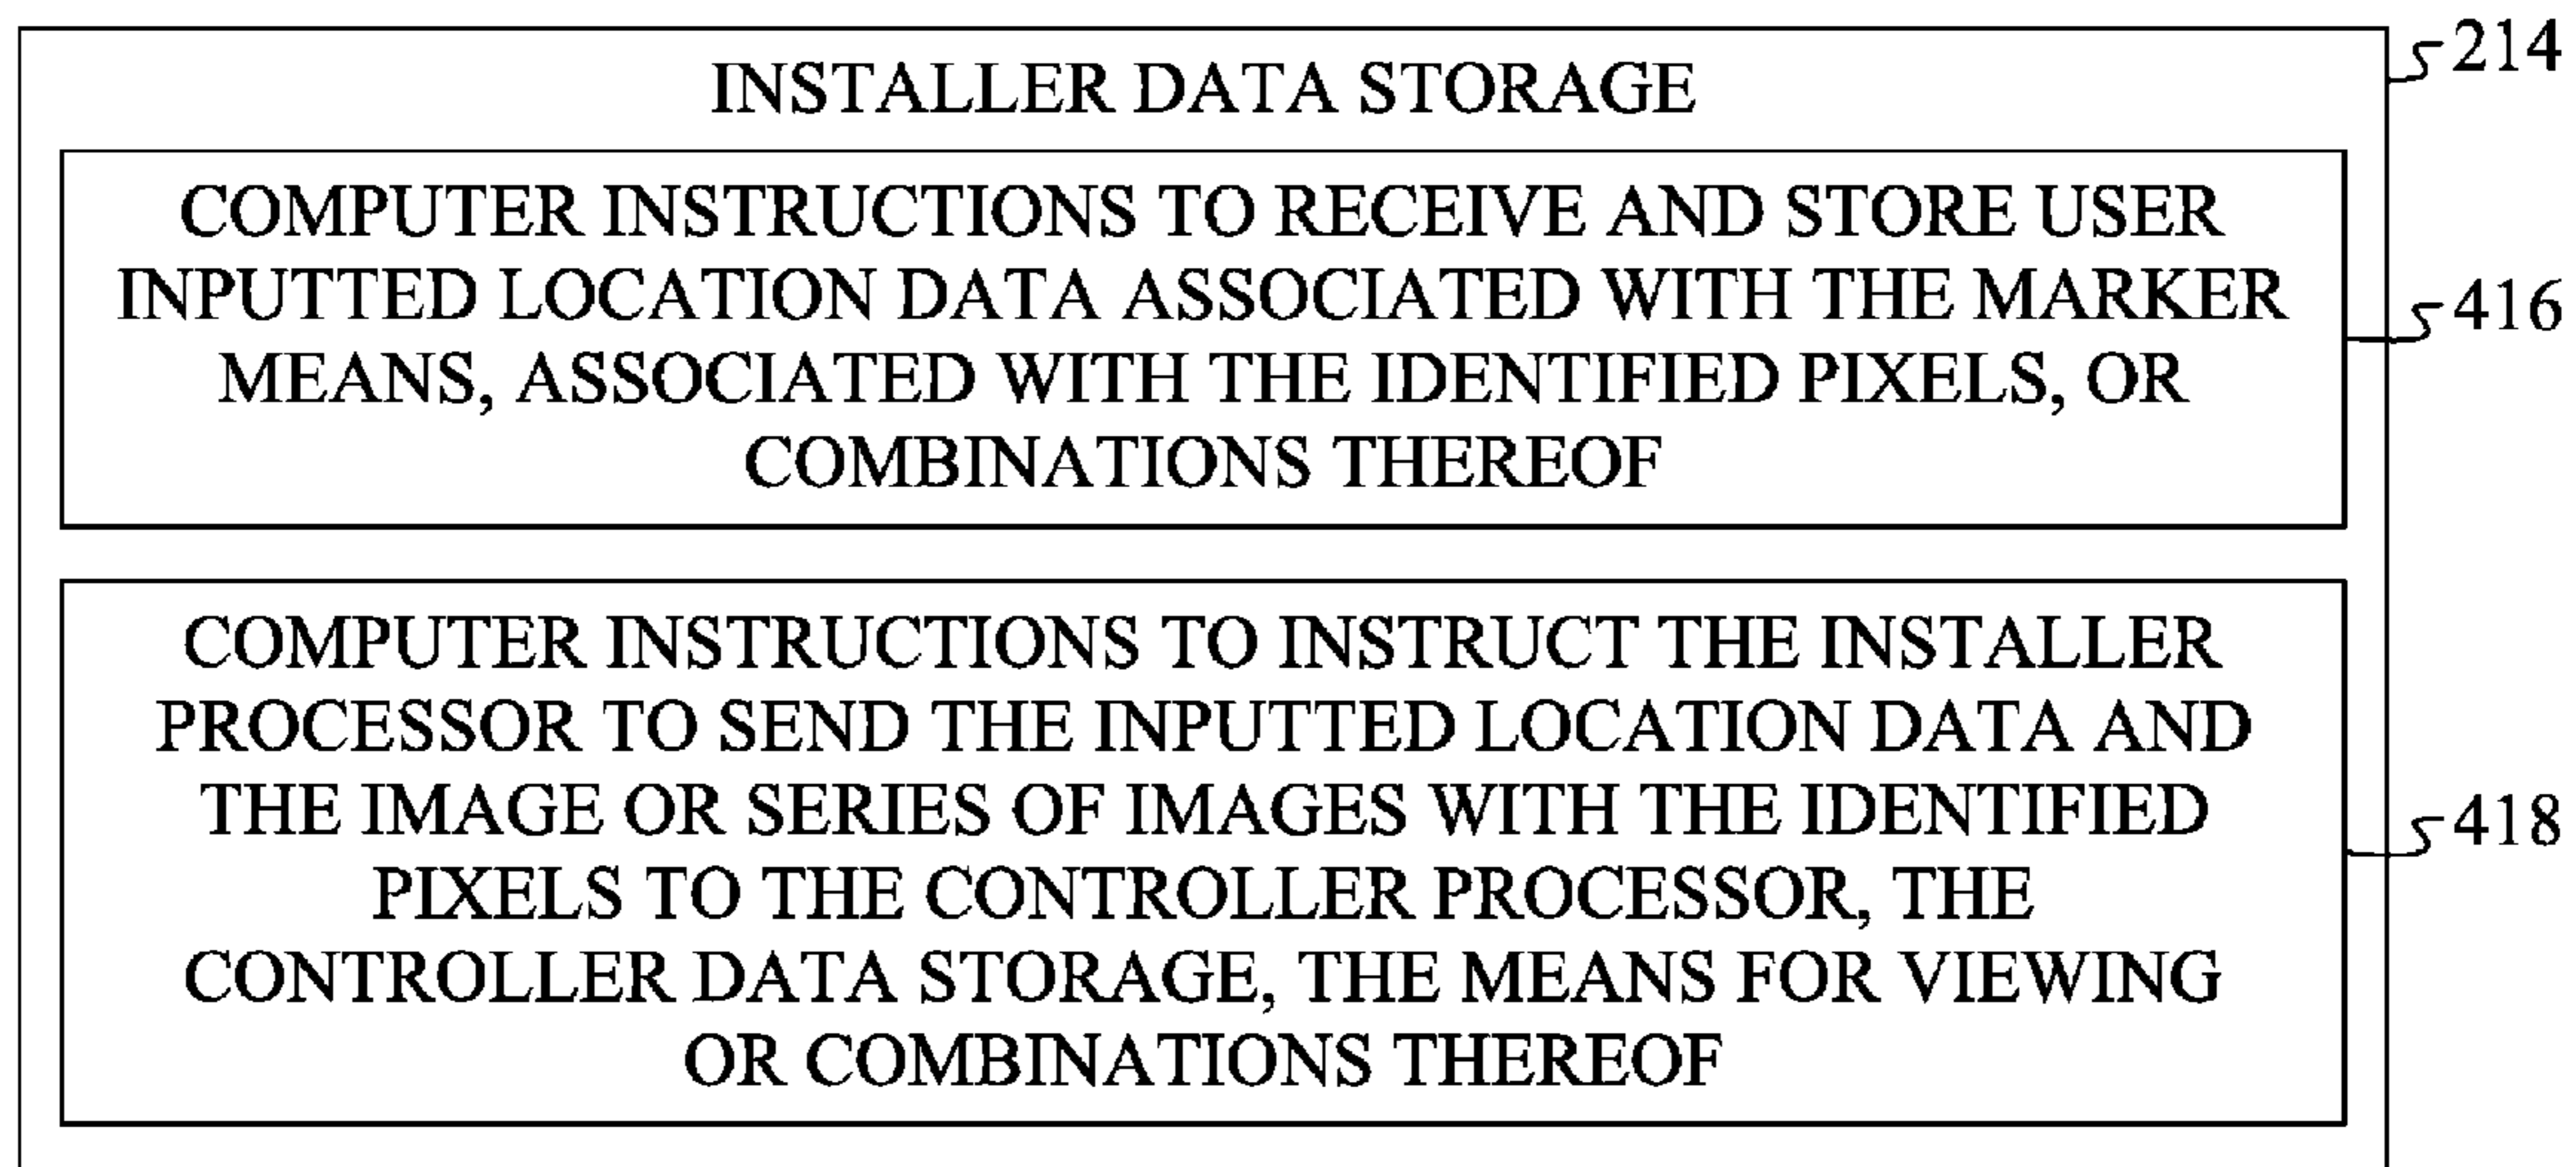 INSTALLER DATA STORAGE
214
COMPUTER INSTRUCTIONS TO RECEIVE AND STORE USER
INPUTTED LOCATION DATA ASSOCIATED WITH THE MARKER
MEANS, ASSOCIATED WITH THE IDENTIFIED PIXELS, OR
COMBINATIONS THEREOF
416
COMPUTER INSTRUCTIONS TO INSTRUCT THE INSTALLER
PROCESSOR TO SEND THE INPUTTED LOCATION DATA AND
THE IMAGE OR SERIES OF IMAGES WITH THE IDENTIFIED
PIXELS TO THE CONTROLLER PROCESSOR, THE
CONTROLLER DATA STORAGE, THE MEANS FOR VIEWING
OR COMBINATIONS THEREOF
418